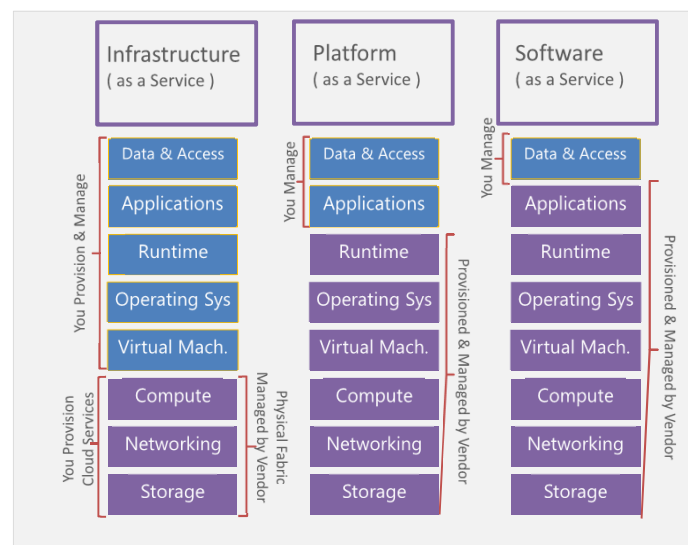 Infrastructure
( as a Service )
You Provision & Manage
Data & Access
Applications
Runtime
Operating Sys
Virtual Mach.
You Provision
Cloud Services
Compute
Networking
Storage
Physical Fabric
Managed by Vendor
Platform
( as a Service )
You Manage
Data & Access
Applications
Runtime
Operating Sys
Virtual Mach.
Compute
Networking
Storage
Provisioned & Managed by Vendor
Software
( as a Service )
You Manage
Data & Access
Applications
Runtime
Operating Sys
Virtual Mach.
Compute
Networking
Storage
Provisioned & Managed by Vendor